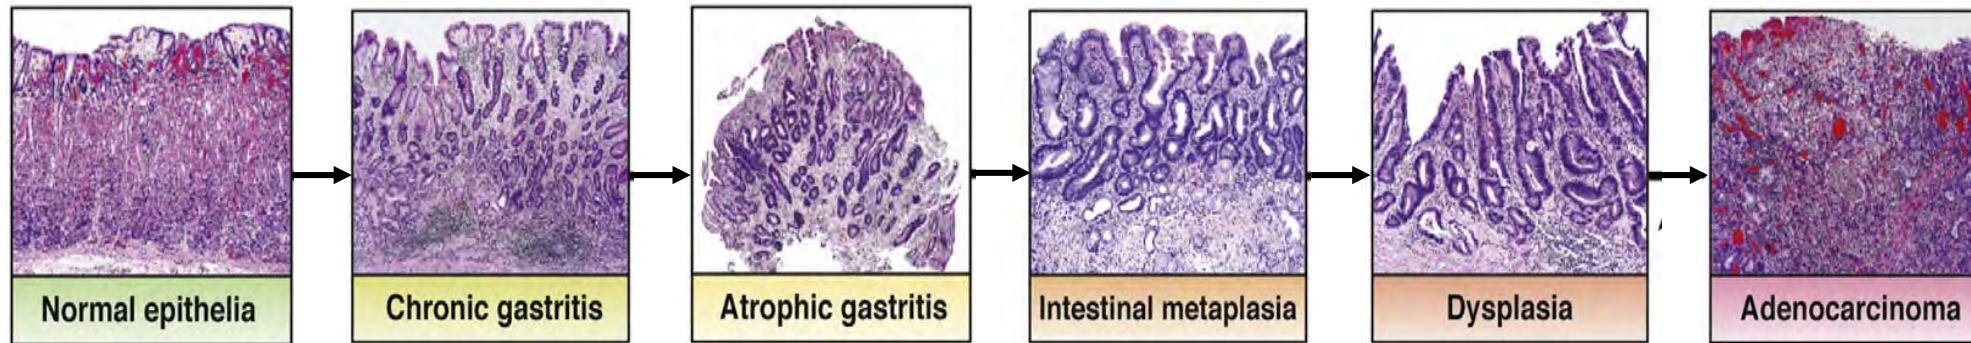 Normal epithelia
Chronic gastritis
Atrophic gastritis
Intestinal metaplasia
Dysplasia
Adenocarcinoma